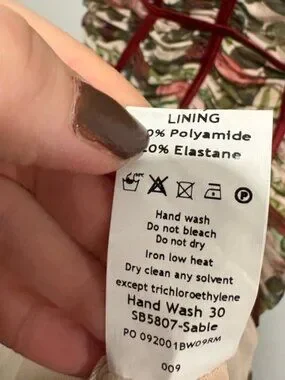 LINING
0% Polyamide
0% Elastane
P
Hand wash
Do not bleach
Do not dry
Iron low heat
Dry clean any solvent
except trichloroethylene
Hand Wash 30
SB5807-Sable
PO 092001BW09RM
009